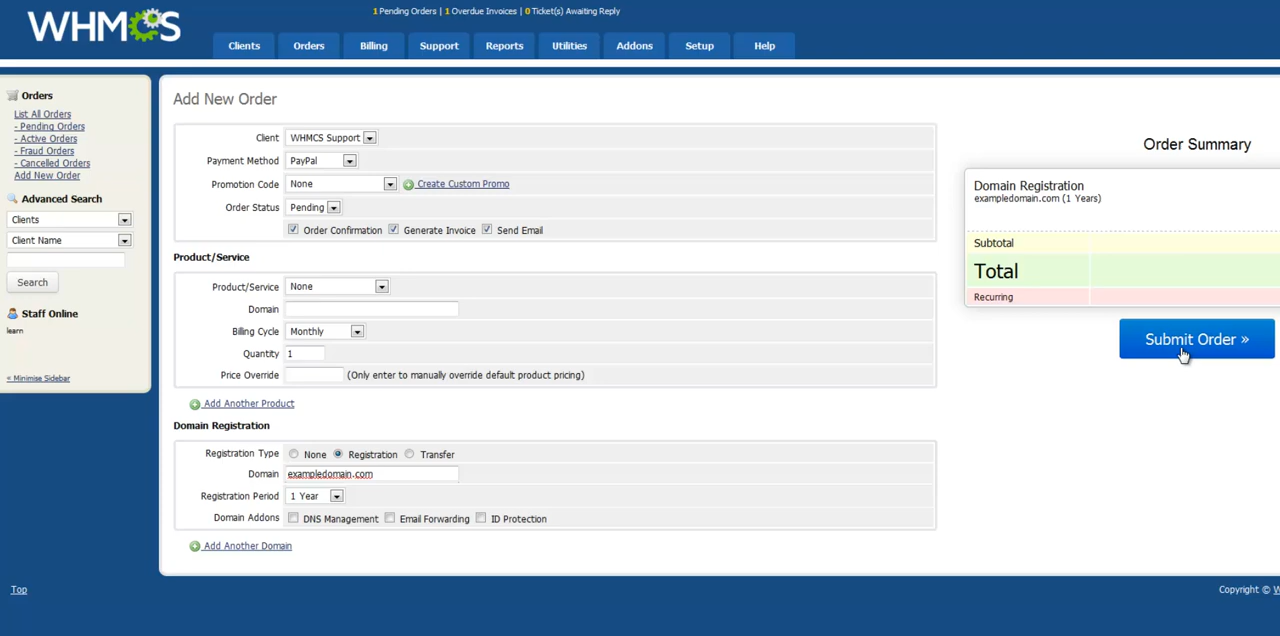 WHMCS
1 Pending Orders | 1 Overdue Invoices | 0 Ticket(s) Awaiting Reply
Clients Orders Billing Support Reports Utilities Addons Setup Help
Orders
List All Orders
- Pending Orders
- Active Orders
- Fraud Orders
- Cancelled Orders
Add New Order
Advanced Search
Clients
Client Name
Search
Staff Online
learn
« Minimise Sidebar
Add New Order
Client WHMCS Support
Payment Method PayPal
Promotion Code None Create Custom Promo
Order Status Pending
Order Confirmation Generate Invoice Send Email
Product/Service
Product/Service None
Domain
Billing Cycle Monthly
Quantity 1
Price Override (Only enter to manually override default product pricing)
Add Another Product
Domain Registration
Registration Type None Registration Transfer
Domain exampledomain.com
Registration Period 1 Year
Domain Addons DNS Management Email Forwarding ID Protection
Add Another Domain
Order Summary
Domain Registration
exampledomain.com (1 Years)
Subtotal
Total
Recurring
Submit Order »
Top
Copyright © W